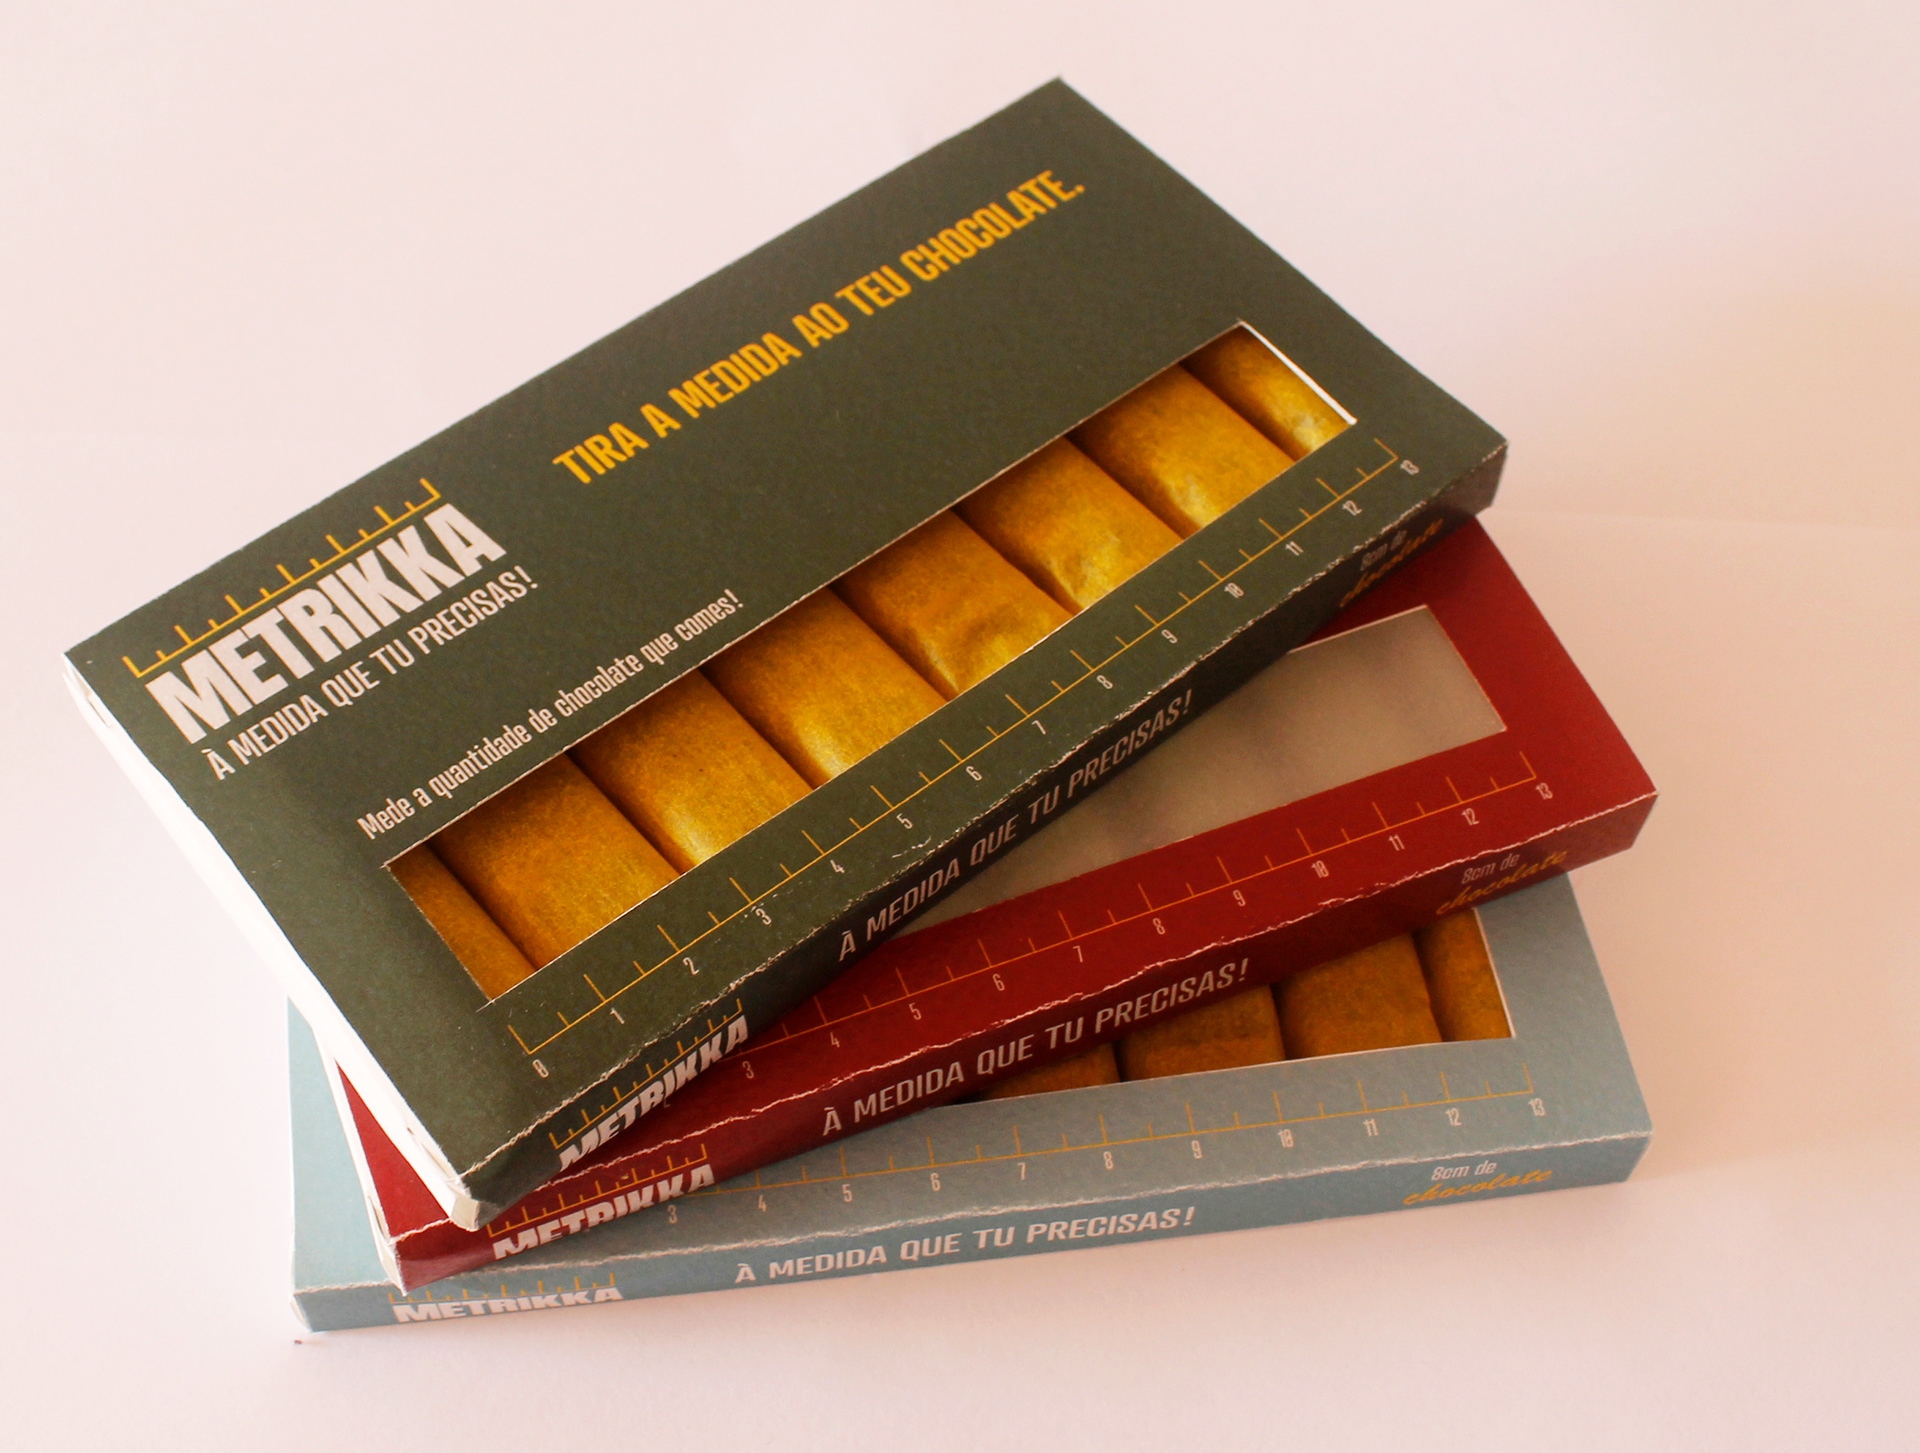 TIRA A MEDIDA AO TEU CHOCOLATE.
METRIKKA
À MEDIDA QUE TU PRECISAS!
Mede a quantidade de chocolate que comes!
0 1 2 3 4 5 6 7 8 9 10 11 12 13
METRIKKA
À MEDIDA QUE TU PRECISAS!
8cm de
chocolate
3 4 5 6 7 8 9 10 11 12 13
METRIKKA
À MEDIDA QUE TU PRECISAS!
8cm de
chocolate
3 4 5 6 7 8 9 10 11 12 13
METRIKKA
À MEDIDA QUE TU PRECISAS!
8cm de
chocolate